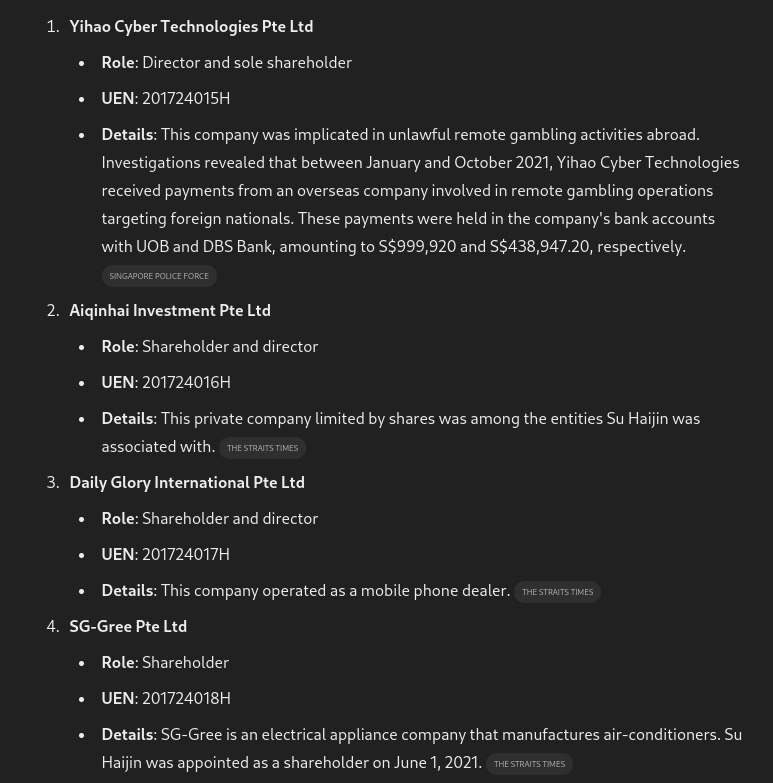 1. Yihao Cyber Technologies Pte Ltd
• Role: Director and sole shareholder
• UEN: 201724015H
• Details: This company was implicated in unlawful remote gambling activities abroad.
Investigations revealed that between January and October 2021, Yihao Cyber Technologies
received payments from an overseas company involved in remote gambling operations
targeting foreign nationals. These payments were held in the company's bank accounts
with UOB and DBS Bank, amounting to S$999,920 and S$438,947.20, respectively.
SINGAPORE POLICE FORCE
2. Aiqinhai Investment Pte Ltd
• Role: Shareholder and director
• UEN: 201724016H
• Details: This private company limited by shares was among the entities Su Haijin was
associated with. THE STRAITS TIMES
3. Daily Glory International Pte Ltd
• Role: Shareholder and director
• UEN: 201724017H
• Details: This company operated as a mobile phone dealer. THE STRAITS TIMES
4. SG-Gree Pte Ltd
• Role: Shareholder
• UEN: 201724018H
• Details: SG-Gree is an electrical appliance company that manufactures air-conditioners. Su
Haijin was appointed as a shareholder on June 1, 2021. THE STRAITS TIMES